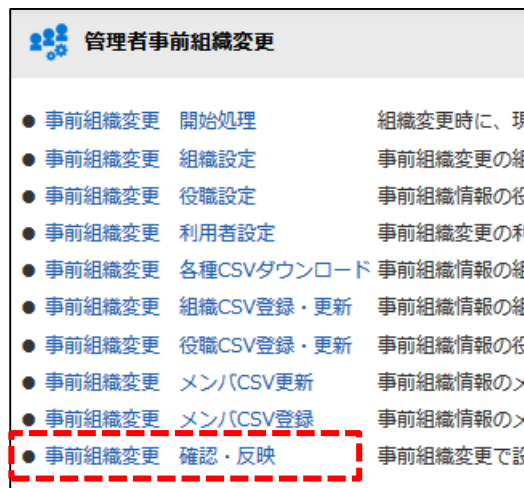 管理者事前組織変更
● 事前組織変更　開始処理　組織変更時に、現
● 事前組織変更　組織設定　事前組織変更の組
● 事前組織変更　役職設定　事前組織情報の役
● 事前組織変更　利用者設定　事前組織変更の利
● 事前組織変更　各種CSVダウンロード 事前組織情報の組
● 事前組織変更　組織CSV登録・更新　事前組織情報の組
● 事前組織変更　役職CSV登録・更新　事前組織情報の役
● 事前組織変更　メンバCSV更新　事前組織情報のメ
● 事前組織変更　メンバCSV登録　事前組織情報のメ
● 事前組織変更　確認・反映　事前組織変更で設